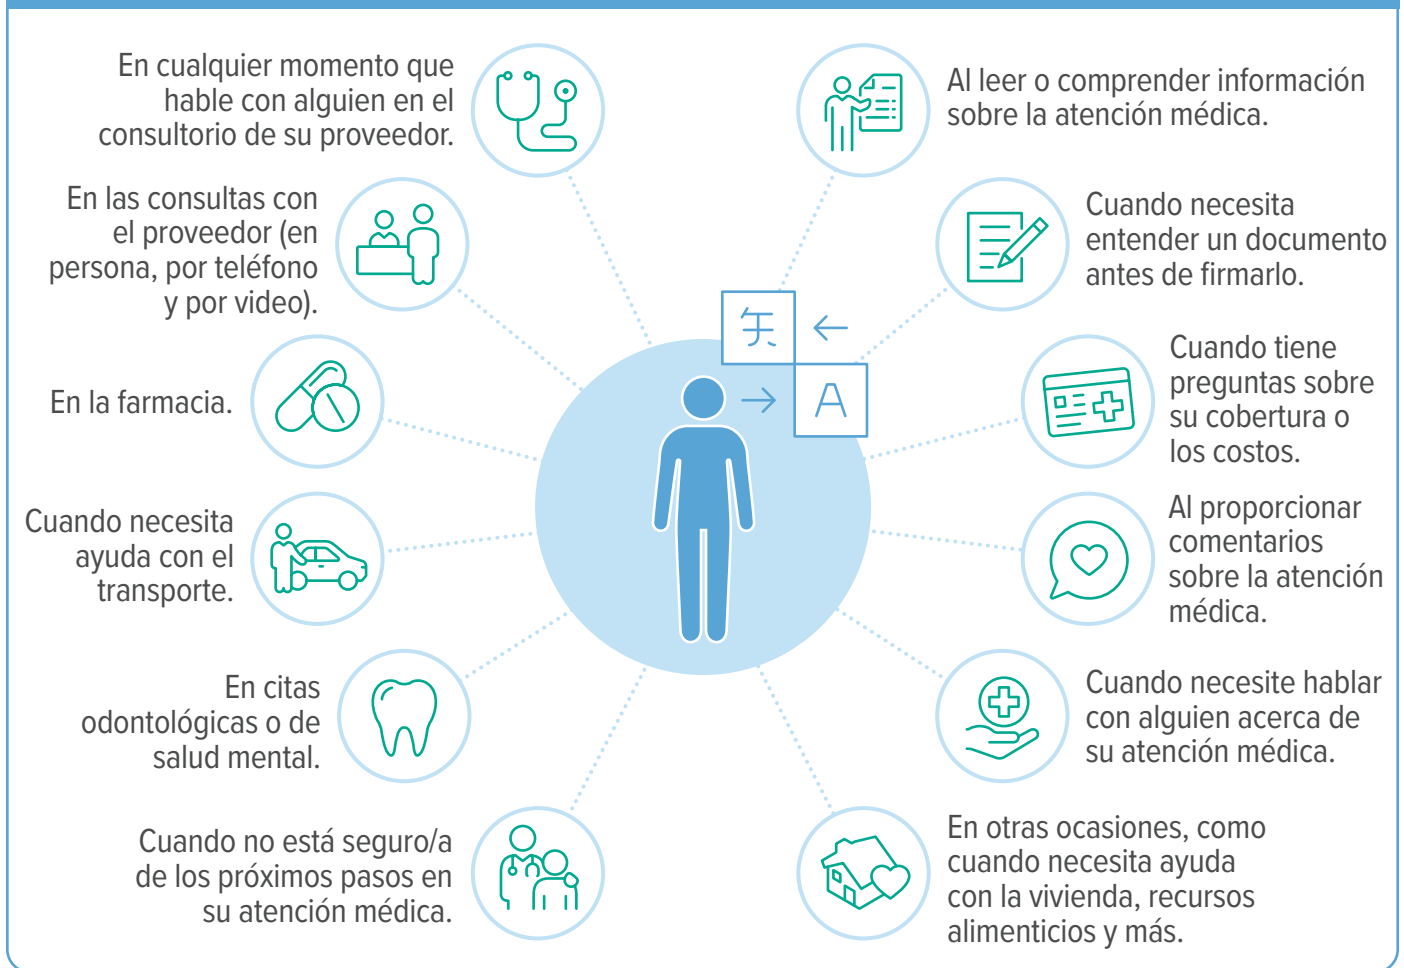 En cualquier momento que
hable con alguien en el
consultorio de su proveedor.
En las consultas con
el proveedor (en
persona, por teléfono
y por video).
En la farmacia.
Cuando necesita
ayuda con el
transporte.
En citas
odontológicas o de
salud mental.
Cuando no está seguro/a
de los próximos pasos en
su atención médica.
A
Al leer o comprender información
sobre la atención médica.
Cuando necesita
entender un documento
antes de firmarlo.
Cuando tiene
preguntas sobre
su cobertura o
los costos.
Al proporcionar
comentarios
sobre la atención
médica.
Cuando necesite hablar
con alguien acerca de
su atención médica.
En otras ocasiones, como
cuando necesita ayuda
con la vivienda, recursos
alimenticios y más.